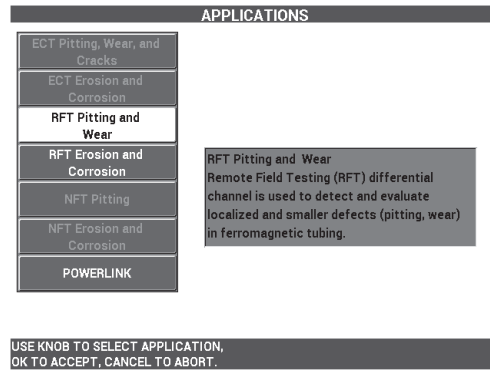 APPLICATIONS
ECT Pitting, Wear, and
Cracks
ECT Erosion and
Corrosion
RFT Pitting and
Wear
RFT Erosion and
Corrosion
NFT Pitting
NFT Erosion and
Corrosion
POWERLINK
RFT Pitting and Wear
Remote Field Testing (RFT) differential
channel is used to detect and evaluate
localized and smaller defects (pitting, wear)
in ferromagnetic tubing.
USE KNOB TO SELECT APPLICATION,
OK TO ACCEPT, CANCEL TO ABORT.